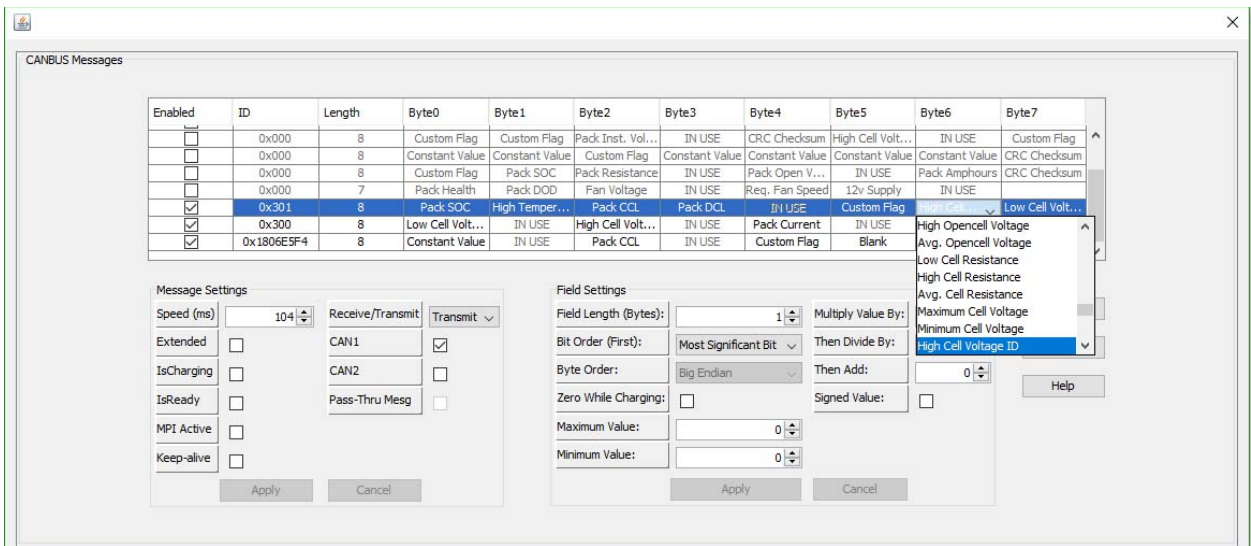 CANBUS Messages
Enabled ID Length Byte0 Byte1 Byte2 Byte3 Byte4 Byte5 Byte6 Byte7
0x000 8 Custom Flag Custom Flag Pack Inst. Vol... IN USE CRC Checksum High Cell Volt... IN USE Custom Flag
0x000 8 Constant Value Constant Value Custom Flag Constant Value Constant Value Constant Value Constant Value CRC Checksum
0x000 8 Custom Flag Pack SOC Pack Resistance IN USE Pack Open V... IN USE Pack Amphours CRC Checksum
0x000 7 Pack Health Pack DOD Fan Voltage IN USE Req. Fan Speed 12v Supply IN USE
0x301 8 Pack SOC High Temper... Pack CCL Pack DCL IN USE Custom Flag High Cell ... Low Cell Volt...
0x300 8 Low Cell Volt... IN USE High Cell Volt... IN USE Pack Current IN USE
0x1806E5F4 8 Constant Value IN USE Pack CCL IN USE Custom Flag Blank
High Opencell Voltage
Avg. Opencell Voltage
Low Cell Resistance
High Cell Resistance
Avg. Cell Resistance
Maximum Cell Voltage
Minimum Cell Voltage
High Cell Voltage ID
Message Settings
Speed (ms) 104 Receive/Transmit Transmit
Extended CAN1
IsCharging CAN2
IsReady Pass-Thru Mesg
MPI Active
Keep-alive
Apply Cancel
Field Settings
Field Length (Bytes): 1 Multiply Value By:
Bit Order (First): Most Significant Bit Then Divide By:
Byte Order: Big Endian Then Add: 0
Zero While Charging: Signed Value:
Maximum Value: 0
Minimum Value: 0
Apply Cancel
Help